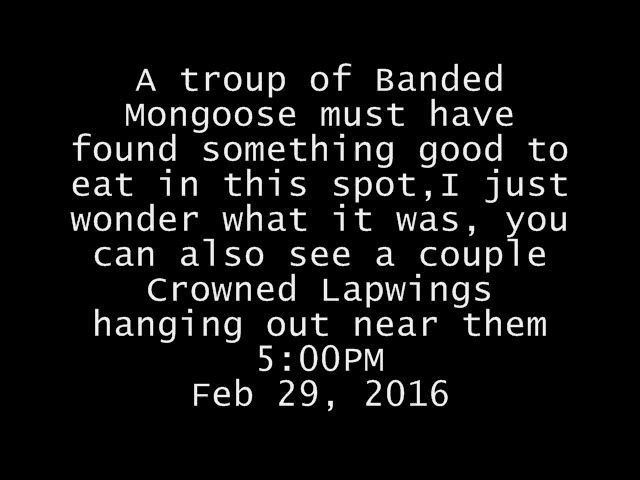 A troup of Banded
Mongoose must have
found something good to
eat in this spot,I just
wonder what it was, you
can also see a couple
Crowned Lapwings
hanging out near them
5:00PM
Feb 29, 2016